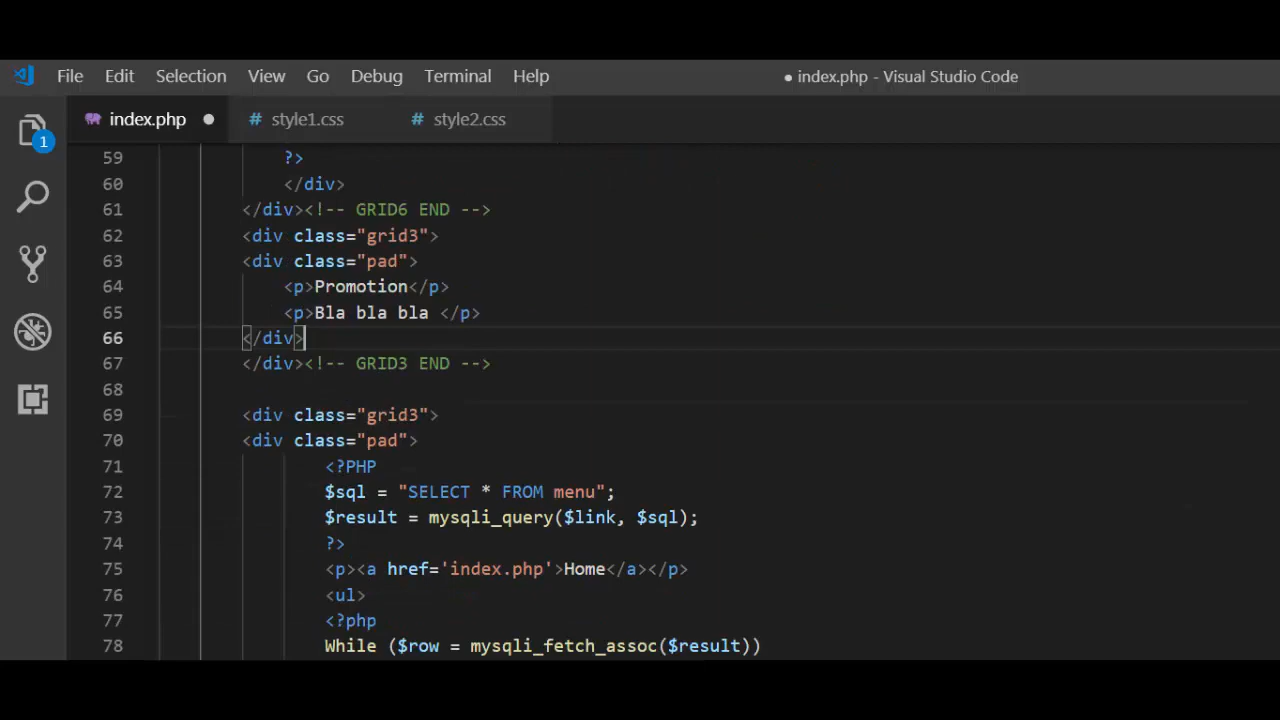 File Edit Selection View Go Debug Terminal Help ● index.php - Visual Studio Code
index.php ● # style1.css # style2.css
1
59 ?>
60 </div>
61 </div><!-- GRID6 END -->
62 <div class="grid3">
63 <div class="pad">
64 <p>Promotion</p>
65 <p>Bla bla bla </p>
66 </div>
67 </div><!-- GRID3 END -->
68
69 <div class="grid3">
70 <div class="pad">
71 <?PHP
72 $sql = "SELECT * FROM menu";
73 $result = mysqli_query($link, $sql);
74 ?>
75 <p><a href='index.php'>Home</a></p>
76 <ul>
77 <?php
78 While ($row = mysqli_fetch_assoc($result))